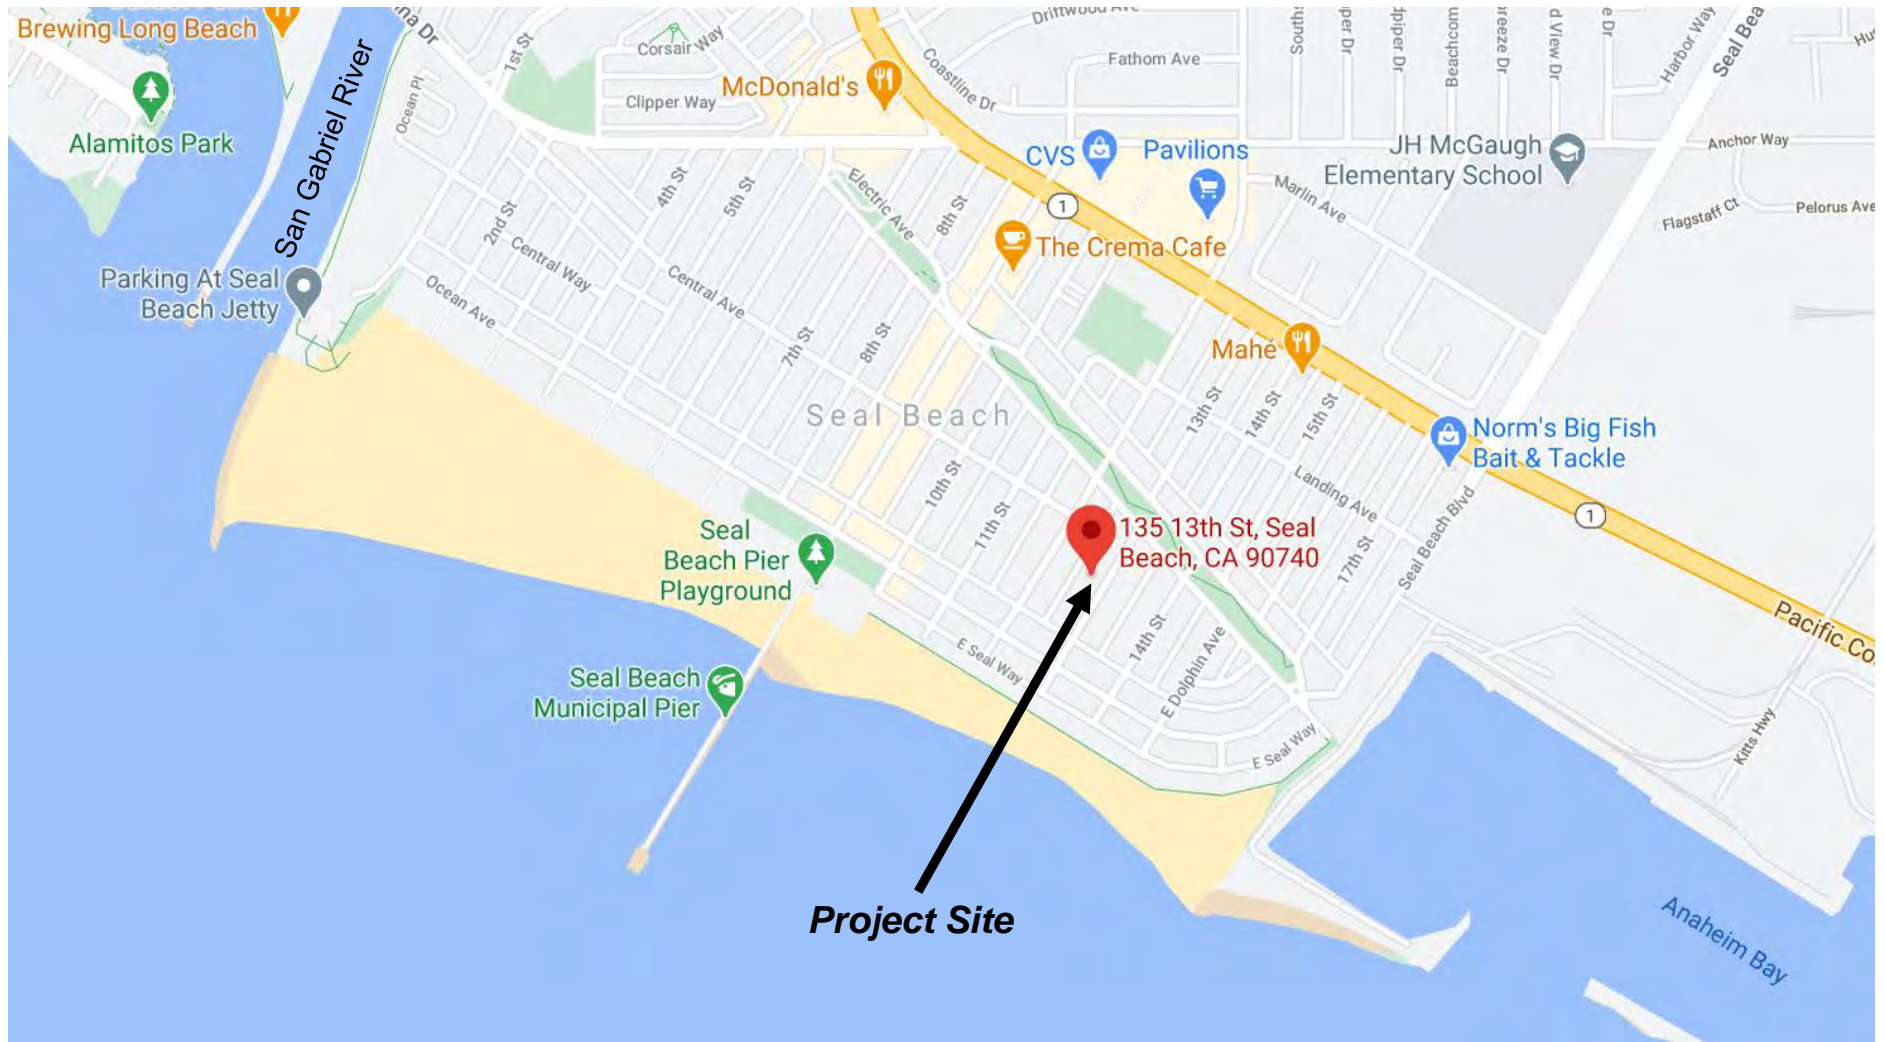 Brewing Long Beach
Alamitos Park
San Gabriel River
Parking At Seal
Beach Jetty
Ocean Pl
1st St
Corsair Way
Clipper Way
McDonald's
Driftwood Ave
Coastline Dr
Fathom Ave
CVS
Pavilions
JH McGaugh
Elementary School
Harbor Way
Anchor Way
Marlin Ave
Flagstaff Ct
Pelorus Ave
2nd St
Central Way
4th St
5th St
Electric Ave
8th St
1
The Crema Cafe
Ocean Ave
Central Ave
7th St
8th St
Seal Beach
Mahé
13th St
14th St
15th St
Norm's Big Fish
Bait & Tackle
Landing Ave
10th St
11th St
17th St
Seal Beach Blvd
1
Seal
Beach Pier
Playground
135 13th St, Seal
Beach, CA 90740
Pacific Co
Seal Beach
Municipal Pier
E Seal Way
14th St
E Dolphin Ave
E Seal Way
Kitts Hwy
Project Site
Anaheim Bay